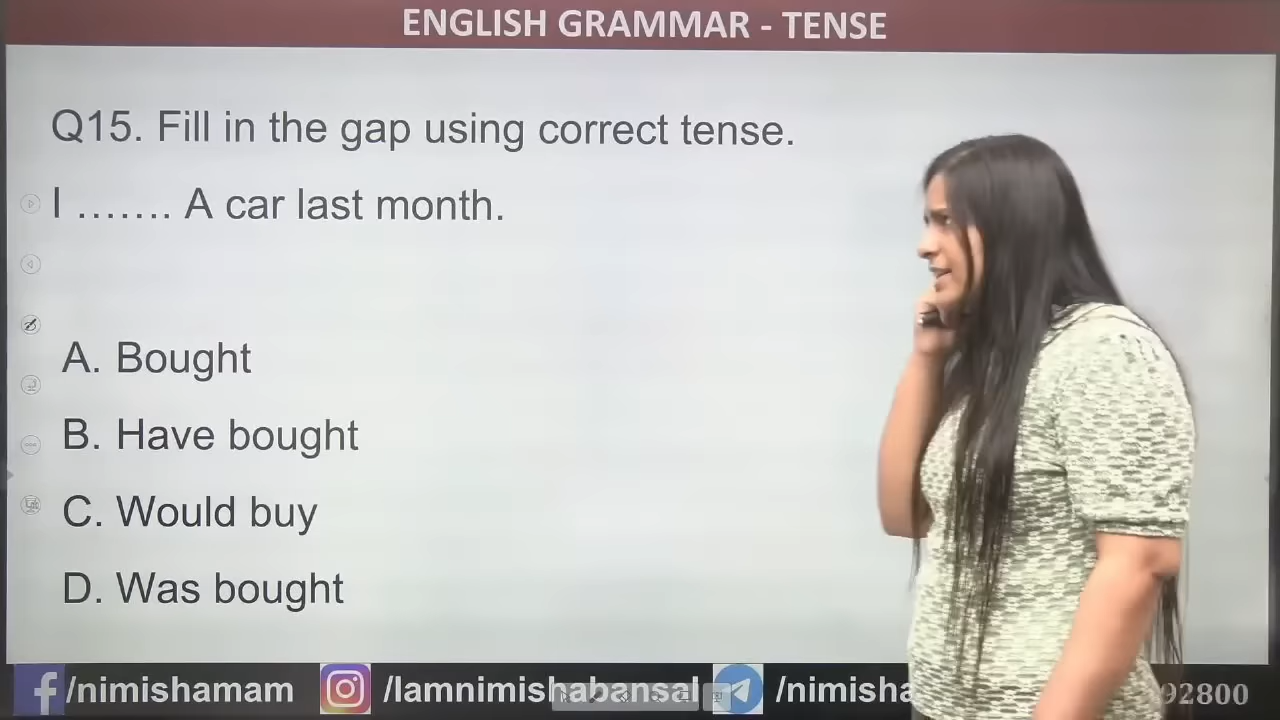 ENGLISH GRAMMAR - TENSE
Q15. Fill in the gap using correct tense.
I ....... A car last month.
A. Bought
B. Have bought
C. Would buy
D. Was bought
/nimishamam /Iamnimishabansal /nimisha 92800